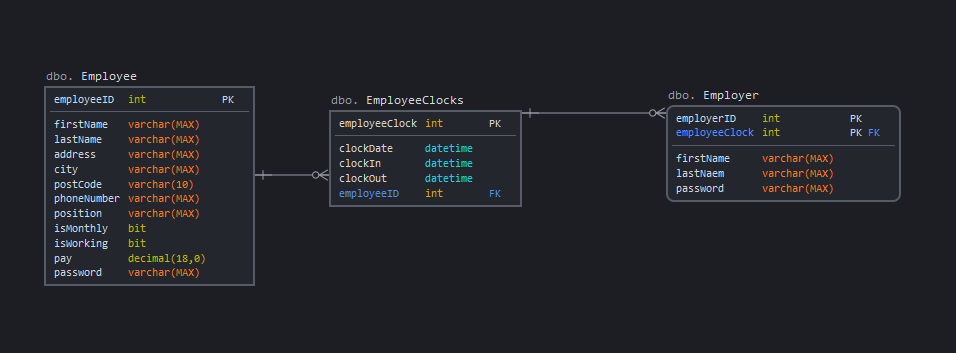 dbo. Employee
employeeID int PK
firstName varchar(MAX)
lastName varchar(MAX)
address varchar(MAX)
city varchar(MAX)
postCode varchar(10)
phoneNumber varchar(MAX)
position varchar(MAX)
isMonthly bit
isWorking bit
pay decimal(18,0)
password varchar(MAX)
dbo. EmployeeClocks
employeeClock int PK
clockDate datetime
clockIn datetime
clockOut datetime
employeeID int FK
dbo. Employer
employerID int PK
employeeClock int PK FK
firstName varchar(MAX)
lastNaem varchar(MAX)
password varchar(MAX)